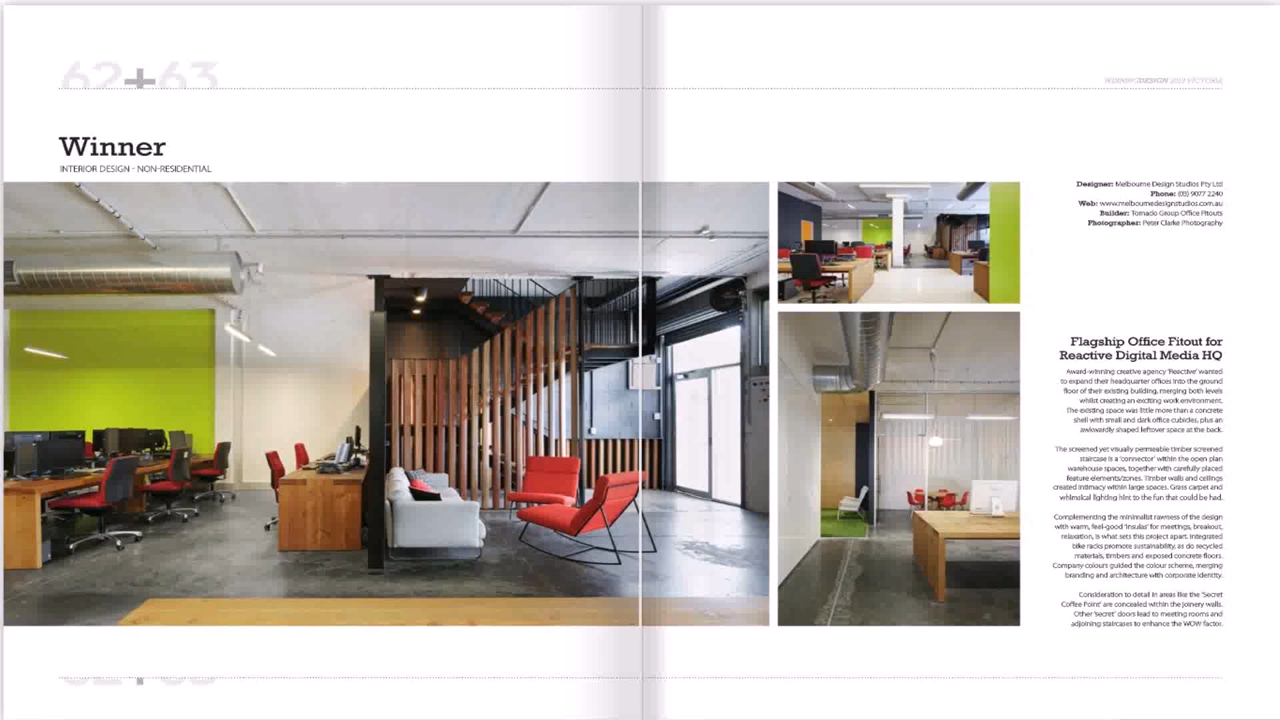 62+63
WINNINGDESIGN 2012 VICTORIA
Winner
INTERIOR DESIGN - NON-RESIDENTIAL
Designer: Melbourne Design Studios Pty Ltd
Phone: (03) 9077 2240
Web: www.melbournedesignstudios.com.au
Builder: Tornado Group Office Fitouts
Photographer: Peter Clarke Photography
Flagship Office Fitout for
Reactive Digital Media HQ
Award-winning creative agency 'Reactive' wanted
to expand their headquarter offices into the ground
floor of their existing building, merging both levels
whilst creating an exciting work environment.
The existing space was little more than a concrete
shell with small and dark office cubicles, plus an
awkwardly shaped leftover space at the back.
The screened yet visually permeable timber screened
staircase is a 'connector' within the open plan
warehouse spaces, together with carefully placed
feature elements/zones. Timber walls and ceilings
created intimacy within large spaces. Grass carpet and
whimsical lighting hint to the fun that could be had.
Complementing the minimalist rawness of the design
with warm, feel-good 'insulas' for meetings, breakout,
relaxation, is what sets this project apart. Integrated
bike racks promote sustainability, as do recycled
materials, timbers and exposed concrete floors.
Company colours guided the colour scheme, merging
branding and architecture with corporate identity.
Consideration to detail in areas like the 'Secret
Coffee Point' are concealed within the joinery walls.
Other 'secret' doors lead to meeting rooms and
adjoining staircases to enhance the WOW factor.